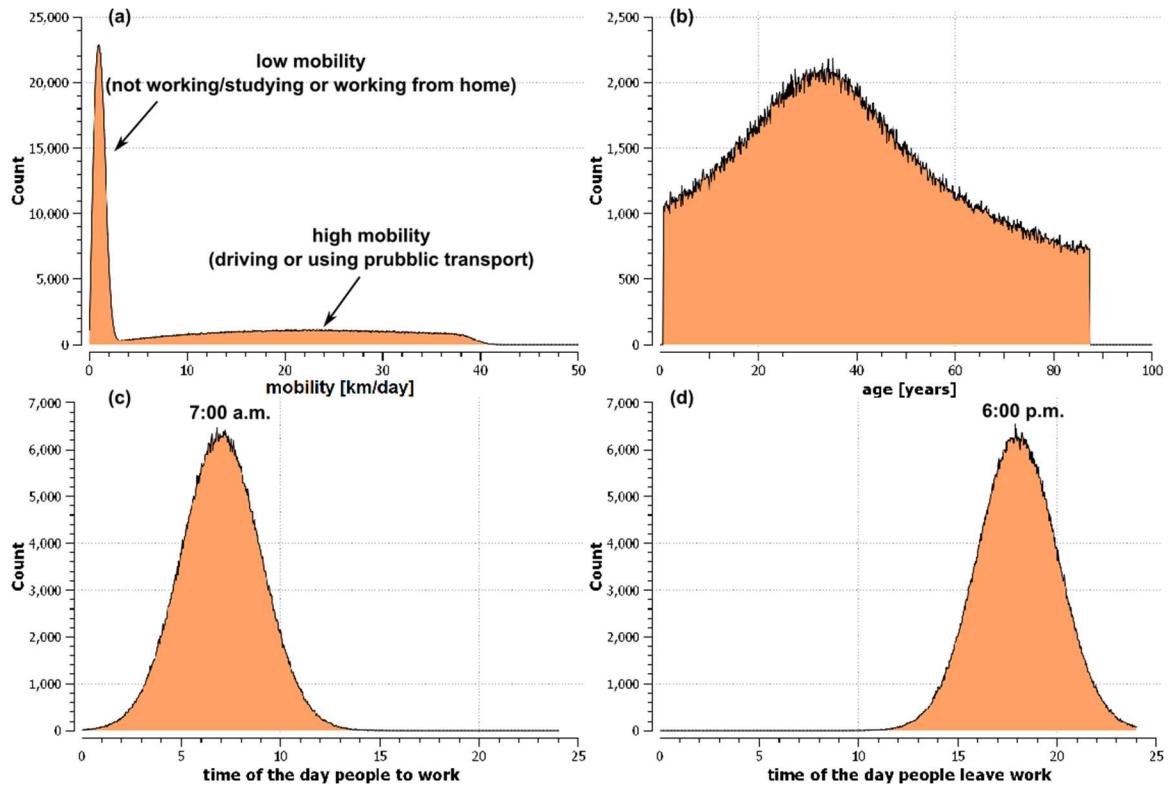 (a)
25,000
20,000
15,000
10,000
5,000
0
Count
low mobility
(not working/studying or working from home)
high mobility
(driving or using prubblic transport)
0 10 20 30 40 50
mobility [km/day]
(b)
2,500
2,000
1,500
1,000
500
0
Count
0 20 40 60 80 100
age [years]
(c)
7:00 a.m.
7,000
6,000
5,000
4,000
3,000
2,000
1,000
0
Count
0 5 10 15 20 25
time of the day people to work
(d)
6:00 p.m.
7,000
6,000
5,000
4,000
3,000
2,000
1,000
0
Count
0 5 10 15 20 25
time of the day people leave work